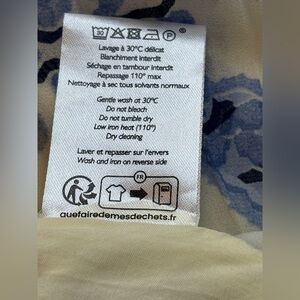 Lavage à 30°C délicat
Blanchiment interdit
Séchage en tambour interdit
Repassage 110° max
Nettoyage à sec tous solvants normaux
Gentle wash at 30°C
Do not bleach
Do not tumble dry
Low iron heat (110°)
Dry cleaning
Laver et repasser sur l'envers
Wash and iron on reverse side
FR
quefairedemesdechets.fr